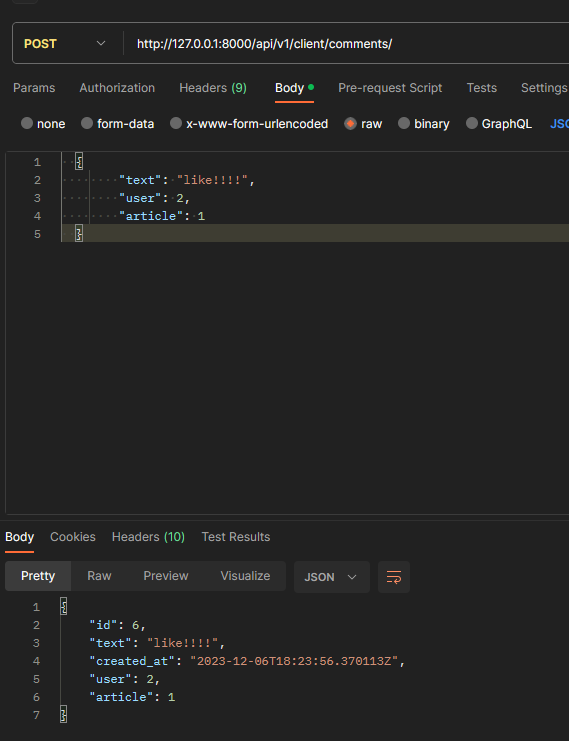 POST http://127.0.0.1:8000/api/v1/client/comments/
Params Authorization Headers (9) Body Pre-request Script Tests Settings
none form-data x-www-form-urlencoded raw binary GraphQL
1 {
2 "text": "like!!!!",
3 "user": 2,
4 "article": 1
5 }
Body Cookies Headers (10) Test Results
Pretty Raw Preview Visualize JSON
1 {
2 "id": 6,
3 "text": "like!!!!",
4 "created_at": "2023-12-06T18:23:56.370113Z",
5 "user": 2,
6 "article": 1
7 }